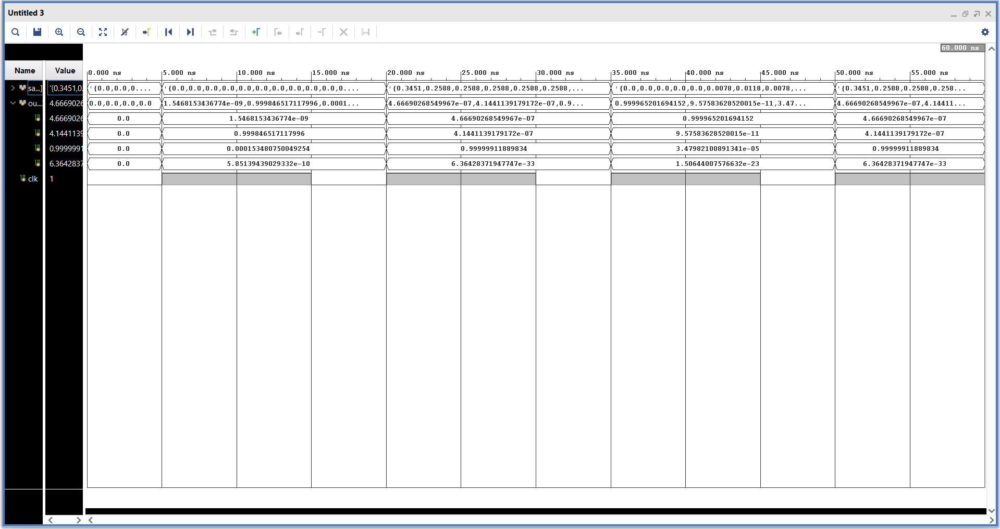 Untitled 3
60.000 ns
Name Value 0.000 ns 5.000 ns 10.000 ns 15.000 ns 20.000 ns 25.000 ns 30.000 ns 35.000 ns 40.000 ns 45.000 ns 50.000 ns 55.000 ns
sa...] '{0.3451,0. '{0.0,0.0,0.... '{0.0,0.0,0.0,0.0,0.0,0.0,0.0,0.0,0.0,0.0,0.... '{0.3451,0.2588,0.2588,0.2588,0.2588,... '{0.0,0.0,0.0,0.0,0.0,0.0078,0.0118,0.0078,... '{0.3451,0.2588,0.2588,0.258...
ou... 4.6669026 0.0,0.0,0.0,0.0 1.5468153436774e-09,0.999846517117996,0.0001... 4.66690268549967e-07,4.1441139179172e-07,0.9... 0.999965201694152,9.57583628520015e-11,3.47... 4.66690268549967e-07,4.14411...
4.6669026 0.0 1.5468153436774e-09 4.66690268549967e-07 0.999965201694152 4.66690268549967e-07
4.1441139 0.0 0.999846517117996 4.1441139179172e-07 9.57583628520015e-11 4.1441139179172e-07
0.9999991 0.0 0.000153480750049254 0.99999911889834 3.47982100891341e-05 0.99999911889834
6.3642837 0.0 5.85139439029332e-10 6.36428371947747e-33 1.50644007576632e-23 6.36428371947747e-33
clk 1